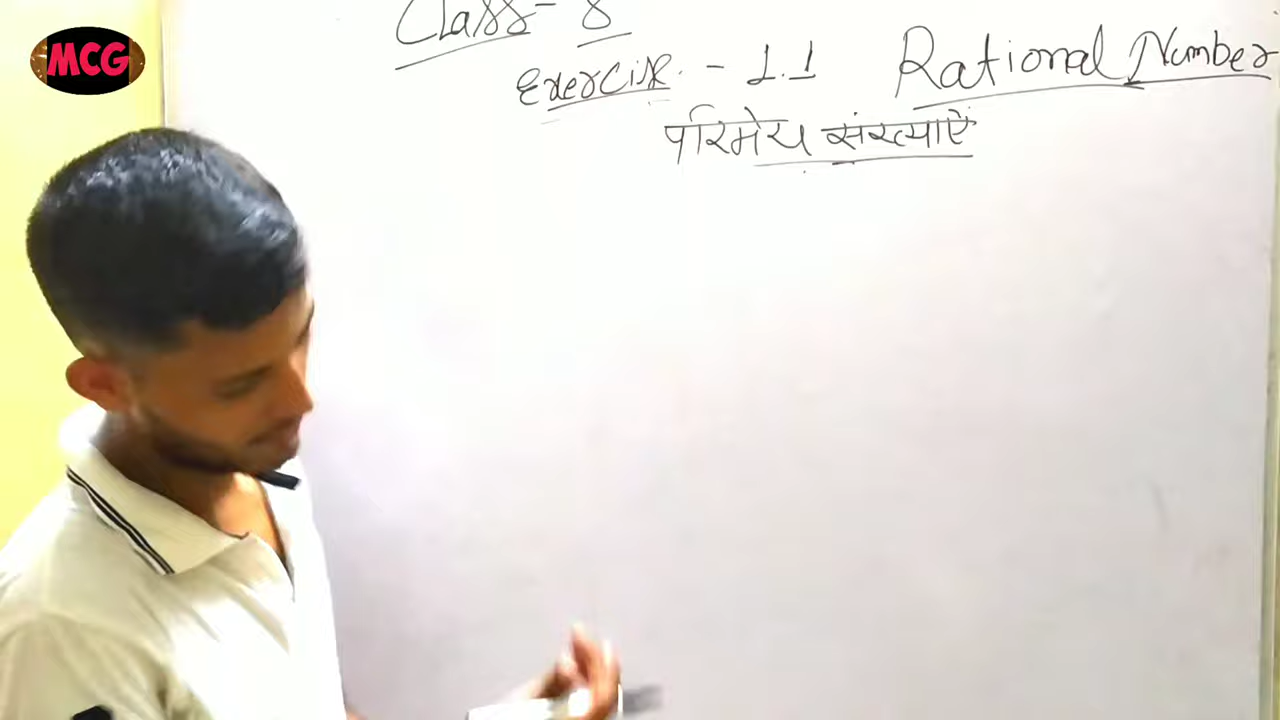 MCG
Class - 8
Exercise - 1.1 Rational Number
परिमेय संख्याऐं